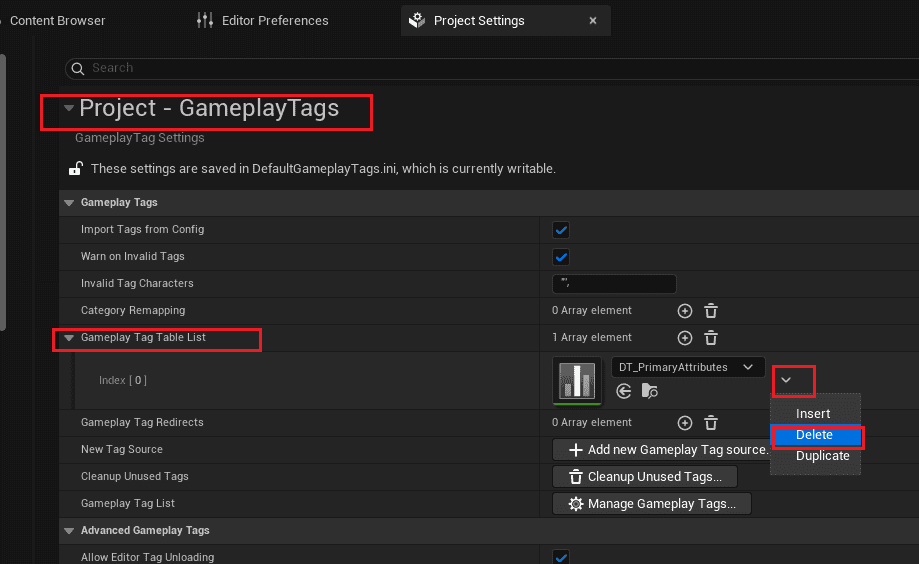 Content Browser
Editor Preferences
Project Settings
Search
Project - GameplayTags
GameplayTag Settings
These settings are saved in DefaultGameplayTags.ini, which is currently writable.
Gameplay Tags
Import Tags from Config
Warn on Invalid Tags
Invalid Tag Characters
"',
Category Remapping
0 Array element
Gameplay Tag Table List
1 Array element
Index [ 0 ]
DT_PrimaryAttributes
Insert
Delete
Duplicate
Gameplay Tag Redirects
0 Array element
New Tag Source
Add new Gameplay Tag source.
Cleanup Unused Tags
Cleanup Unused Tags...
Gameplay Tag List
Manage Gameplay Tags...
Advanced Gameplay Tags
Allow Editor Tag Unloading